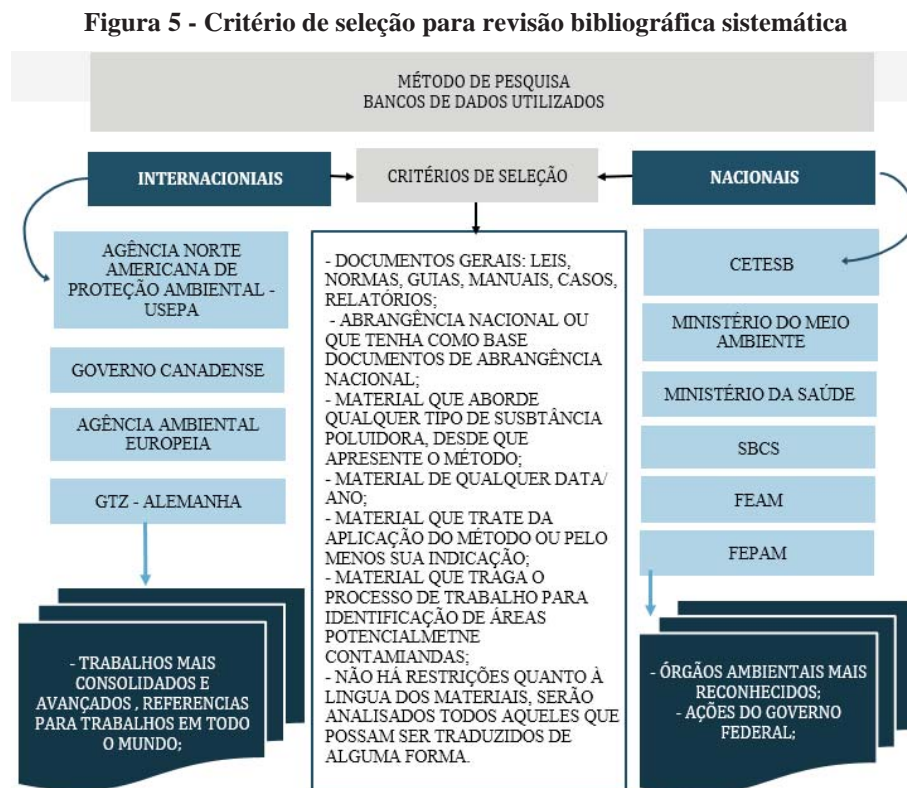 Figura 5 - Critério de seleção para revisão bibliográfica sistemática
MÉTODO DE PESQUISA
BANCOS DE DADOS UTILIZADOS
INTERNACIONIAIS
CRITÉRIOS DE SELEÇÃO
NACIONAIS
AGÊNCIA NORTE
AMERICANA DE
PROTEÇÃO AMBIENTAL -
USEPA
GOVERNO CANADENSE
AGÊNCIA AMBIENTAL
EUROPEIA
GTZ - ALEMANHA
- TRABALHOS MAIS
CONSOLIDADOS E
AVANÇADOS , REFERENCIAS
PARA TRABALHOS EM TODO
O MUNDO;
- DOCUMENTOS GERAIS: LEIS,
NORMAS, GUIAS, MANUAIS, CASOS,
RELATÓRIOS;
- ABRANGÊNCIA NACIONAL OU
QUE TENHA COMO BASE
DOCUMENTOS DE ABRANGÊNCIA
NACIONAL;
- MATERIAL QUE ABORDE
QUALQUER TIPO DE SUSBTÂNCIA
POLUIDORA, DESDE QUE
APRESENTE O MÉTODO;
- MATERIAL DE QUALQUER DATA/
ANO;
- MATERIAL QUE TRATE DA
APLICAÇÃO DO MÉTODO OU PELO
MENOS SUA INDICAÇÃO;
- MATERIAL QUE TRAGA O
PROCESSO DE TRABALHO PARA
IDENTIFICAÇÃO DE ÁREAS
POTENCIALMETNE
CONTAMIANDAS;
- NÃO HÁ RESTRIÇÕES QUANTO À
LINGUA DOS MATERIAIS, SERÃO
ANALISADOS TODOS AQUELES QUE
POSSAM SER TRADUZIDOS DE
ALGUMA FORMA.
CETESB
MINISTÉRIO DO MEIO
AMBIENTE
MINISTÉRIO DA SAÚDE
SBCS
FEAM
FEPAM
- ÓRGÃOS AMBIENTAIS MAIS
RECONHECIDOS;
- AÇÕES DO GOVERNO
FEDERAL;